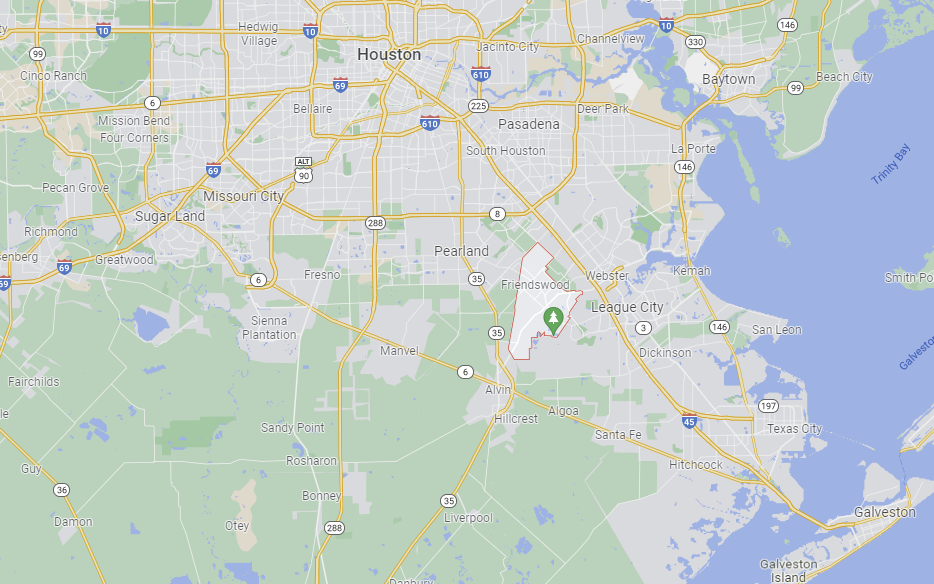 10
Hedwig
Village
10
Houston
Jacinto City
Channelview
10
146
330
99
Cinco Ranch
610
Baytown
Beach City
69
99
6
Bellaire
225
Deer Park
Mission Bend
Four Corners
610
Pasadena
South Houston
La Porte
Trinity Bay
69
ALT
90
146
Pecan Grove
Missouri City
Sugar Land
288
8
Richmond
Pearland
senberg
Greatwood
69
69
6
Fresno
35
Webster
Kemah
Smith Po
Friendswood
League City
Sienna
Plantation
35
3
146
San Leon
Manvel
Dickinson
Galvesto
6
Fairchilds
Alvin
197
le
Hillcrest
Algoa
45
Sandy Point
Santa Fe
Texas City
Guy
Rosharon
Hitchcock
36
Bonney
35
Damon
Otey
288
Liverpool
Galveston
Galveston
Island
Danbury